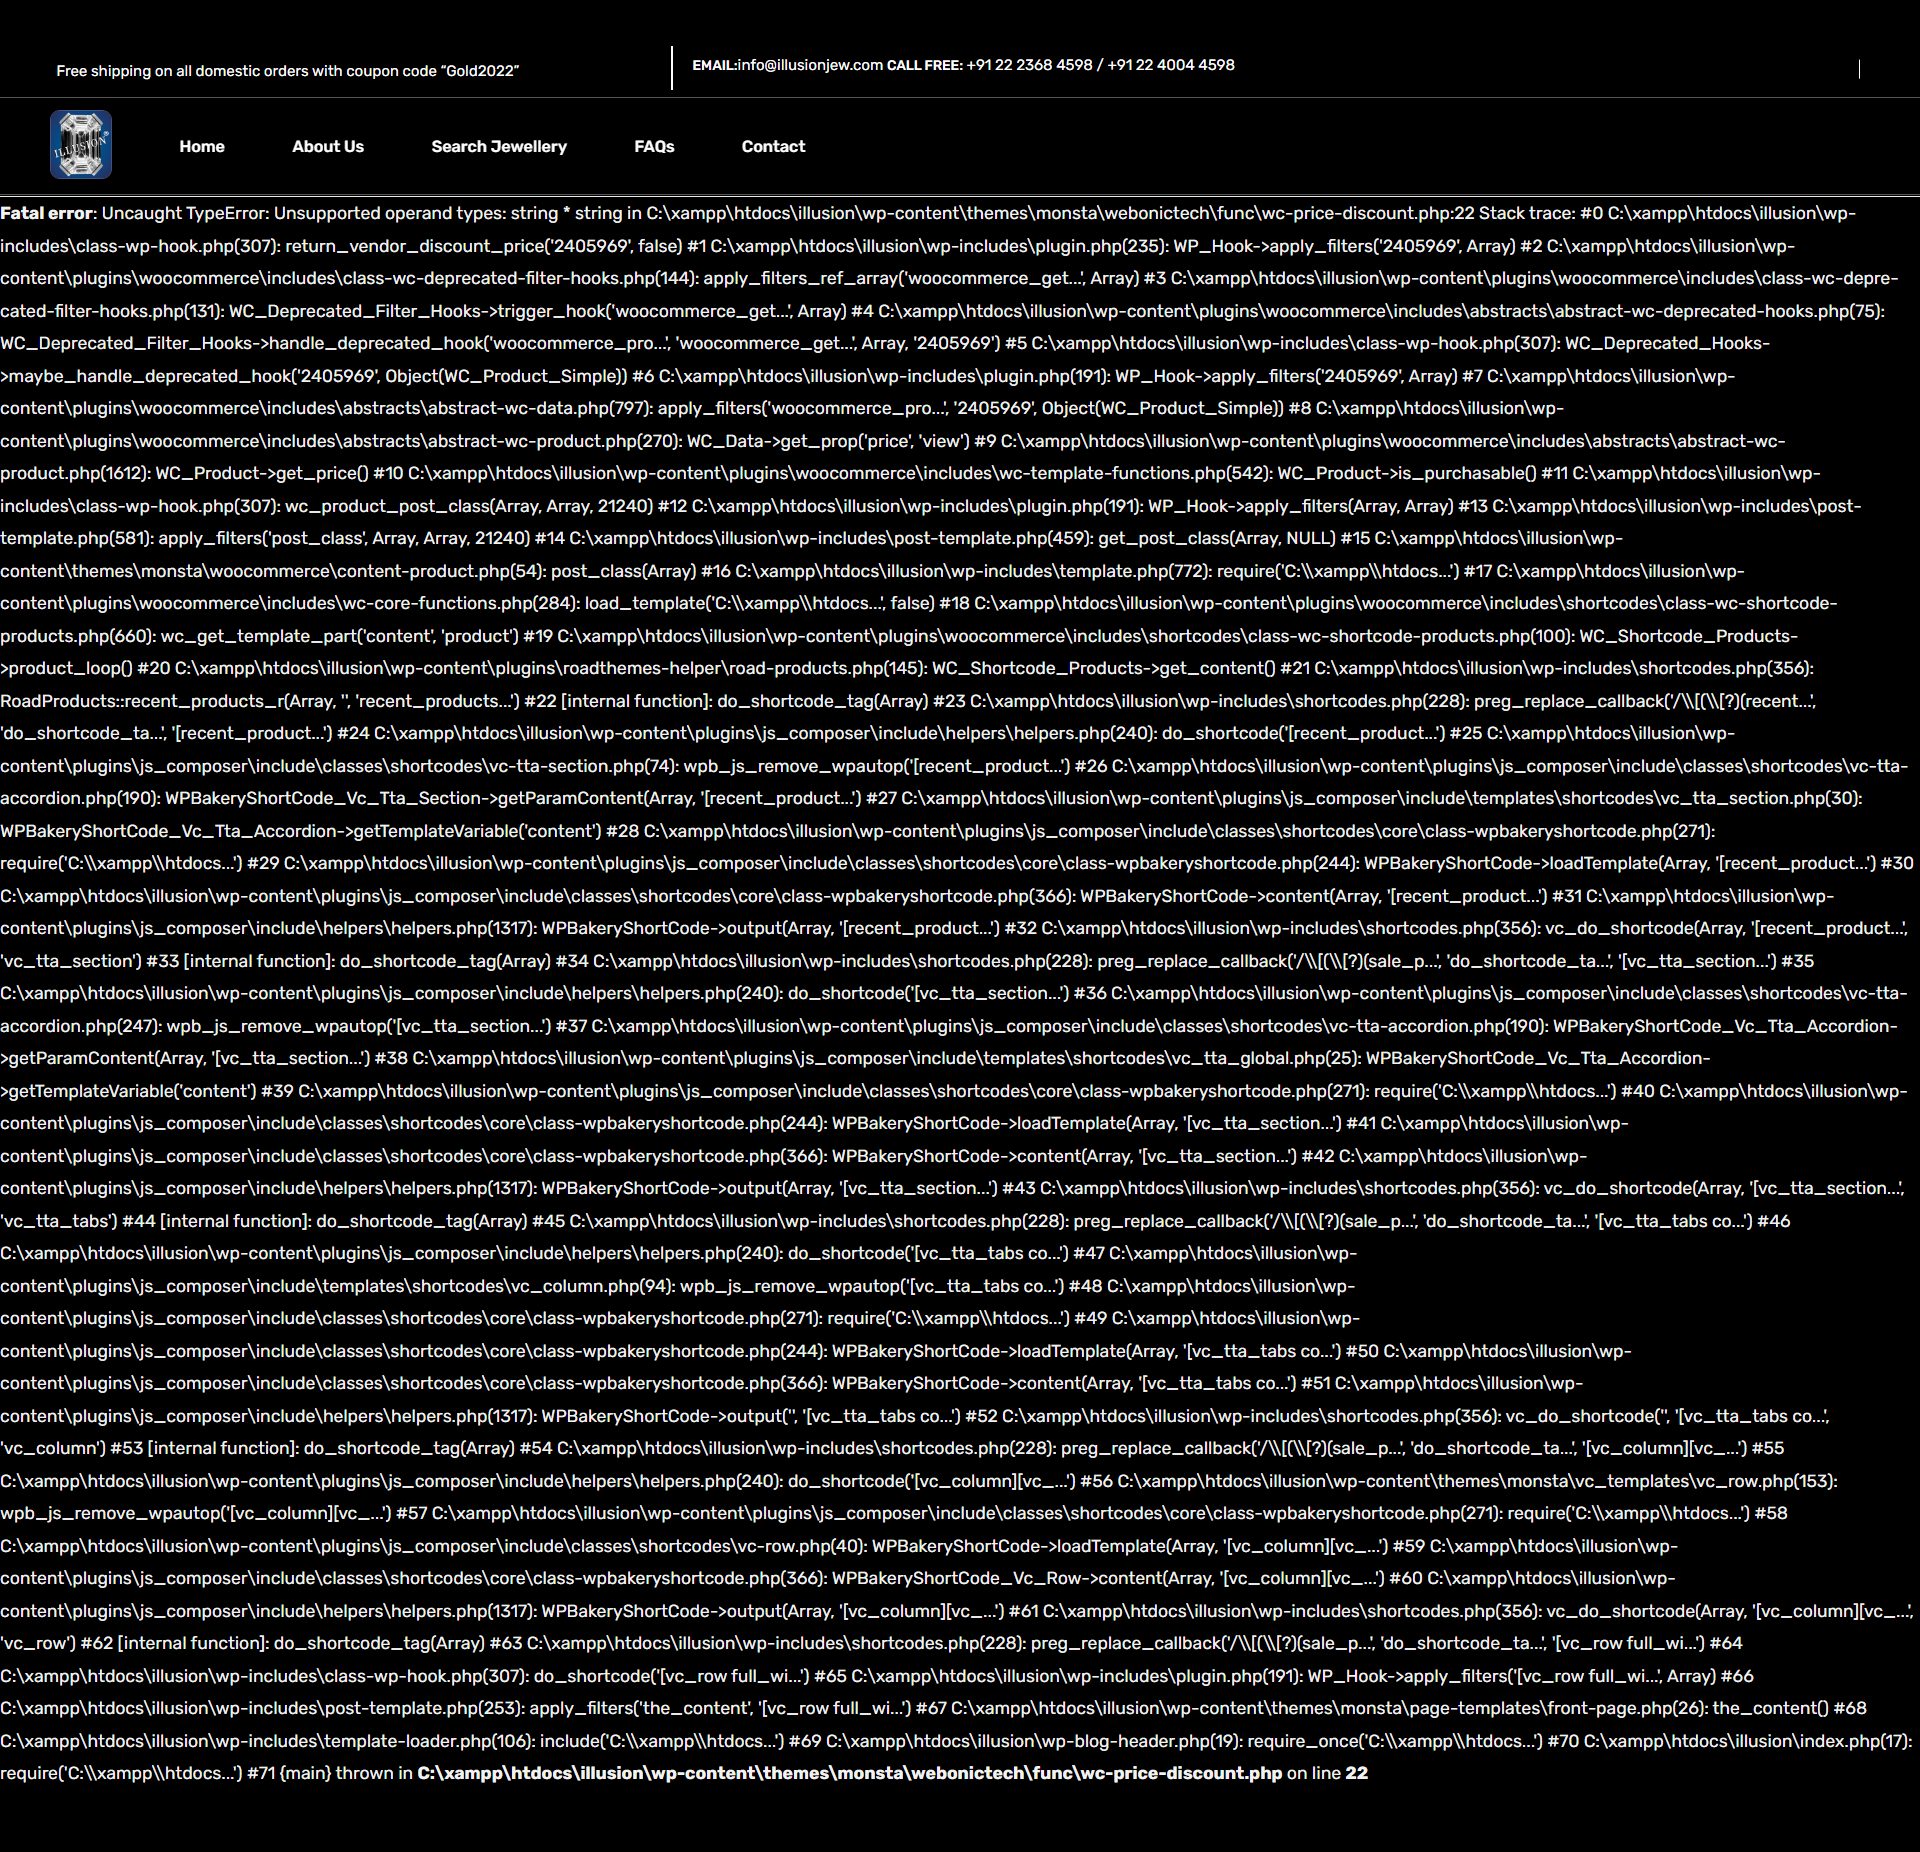 Free shipping on all domestic orders with coupon code “Gold2022”
EMAIL:info@illusionjew.com CALL FREE: +91 22 2368 4598 / +91 22 4004 4598
ILLUSION®
Home About Us Search Jewellery FAQs Contact
Fatal error: Uncaught TypeError: Unsupported operand types: string * string in C:\xampp\htdocs\illusion\wp-content\themes\monsta\webonictech\func\wc-price-discount.php:22 Stack trace: #0 C:\xampp\htdocs\illusion\wp-
includes\class-wp-hook.php(307): return_vendor_discount_price('2405969', false) #1 C:\xampp\htdocs\illusion\wp-includes\plugin.php(235): WP_Hook->apply_filters('2405969', Array) #2 C:\xampp\htdocs\illusion\wp-
content\plugins\woocommerce\includes\class-wc-deprecated-filter-hooks.php(144): apply_filters_ref_array('woocommerce_get...', Array) #3 C:\xampp\htdocs\illusion\wp-content\plugins\woocommerce\includes\class-wc-depre-
cated-filter-hooks.php(131): WC_Deprecated_Filter_Hooks->trigger_hook('woocommerce_get...', Array) #4 C:\xampp\htdocs\illusion\wp-content\plugins\woocommerce\includes\abstracts\abstract-wc-deprecated-hooks.php(75):
WC_Deprecated_Filter_Hooks->handle_deprecated_hook('woocommerce_pro...', 'woocommerce_get...', Array, '2405969') #5 C:\xampp\htdocs\illusion\wp-includes\class-wp-hook.php(307): WC_Deprecated_Hooks-
>maybe_handle_deprecated_hook('2405969', Object(WC_Product_Simple)) #6 C:\xampp\htdocs\illusion\wp-includes\plugin.php(191): WP_Hook->apply_filters('2405969', Array) #7 C:\xampp\htdocs\illusion\wp-
content\plugins\woocommerce\includes\abstracts\abstract-wc-data.php(797): apply_filters('woocommerce_pro...', '2405969', Object(WC_Product_Simple)) #8 C:\xampp\htdocs\illusion\wp-
content\plugins\woocommerce\includes\abstracts\abstract-wc-product.php(270): WC_Data->get_prop('price', 'view') #9 C:\xampp\htdocs\illusion\wp-content\plugins\woocommerce\includes\abstracts\abstract-wc-
product.php(1612): WC_Product->get_price() #10 C:\xampp\htdocs\illusion\wp-content\plugins\woocommerce\includes\wc-template-functions.php(542): WC_Product->is_purchasable() #11 C:\xampp\htdocs\illusion\wp-
includes\class-wp-hook.php(307): wc_product_post_class(Array, Array, 21240) #12 C:\xampp\htdocs\illusion\wp-includes\plugin.php(191): WP_Hook->apply_filters(Array, Array) #13 C:\xampp\htdocs\illusion\wp-includes\post-
template.php(581): apply_filters('post_class', Array, Array, 21240) #14 C:\xampp\htdocs\illusion\wp-includes\post-template.php(459): get_post_class(Array, NULL) #15 C:\xampp\htdocs\illusion\wp-
content\themes\monsta\woocommerce\content-product.php(54): post_class(Array) #16 C:\xampp\htdocs\illusion\wp-includes\template.php(772): require('C:\\xampp\\htdocs...') #17 C:\xampp\htdocs\illusion\wp-
content\plugins\woocommerce\includes\wc-core-functions.php(284): load_template('C:\\xampp\\htdocs...', false) #18 C:\xampp\htdocs\illusion\wp-content\plugins\woocommerce\includes\shortcodes\class-wc-shortcode-
products.php(660): wc_get_template_part('content', 'product') #19 C:\xampp\htdocs\illusion\wp-content\plugins\woocommerce\includes\shortcodes\class-wc-shortcode-products.php(100): WC_Shortcode_Products-
>product_loop() #20 C:\xampp\htdocs\illusion\wp-content\plugins\roadthemes-helper\road-products.php(145): WC_Shortcode_Products->get_content() #21 C:\xampp\htdocs\illusion\wp-includes\shortcodes.php(356):
RoadProducts::recent_products_r(Array, '', 'recent_products...') #22 [internal function]: do_shortcode_tag(Array) #23 C:\xampp\htdocs\illusion\wp-includes\shortcodes.php(228): preg_replace_callback('/\\[(\\[?)(recent...',
'do_shortcode_ta...', '[recent_product...') #24 C:\xampp\htdocs\illusion\wp-content\plugins\js_composer\include\helpers\helpers.php(240): do_shortcode('[recent_product...') #25 C:\xampp\htdocs\illusion\wp-
content\plugins\js_composer\include\classes\shortcodes\vc-tta-section.php(74): wpb_js_remove_wpautop('[recent_product...') #26 C:\xampp\htdocs\illusion\wp-content\plugins\js_composer\include\classes\shortcodes\vc-tta-
accordion.php(190): WPBakeryShortCode_Vc_Tta_Section->getParamContent(Array, '[recent_product...') #27 C:\xampp\htdocs\illusion\wp-content\plugins\js_composer\include\templates\shortcodes\vc_tta_section.php(30):
WPBakeryShortCode_Vc_Tta_Accordion->getTemplateVariable('content') #28 C:\xampp\htdocs\illusion\wp-content\plugins\js_composer\include\classes\shortcodes\core\class-wpbakeryshortcode.php(271):
require('C:\\xampp\\htdocs...') #29 C:\xampp\htdocs\illusion\wp-content\plugins\js_composer\include\classes\shortcodes\core\class-wpbakeryshortcode.php(244): WPBakeryShortCode->loadTemplate(Array, '[recent_product...') #30
C:\xampp\htdocs\illusion\wp-content\plugins\js_composer\include\classes\shortcodes\core\class-wpbakeryshortcode.php(366): WPBakeryShortCode->content(Array, '[recent_product...') #31 C:\xampp\htdocs\illusion\wp-
content\plugins\js_composer\include\helpers\helpers.php(1317): WPBakeryShortCode->output(Array, '[recent_product...') #32 C:\xampp\htdocs\illusion\wp-includes\shortcodes.php(356): vc_do_shortcode(Array, '[recent_product...',
'vc_tta_section') #33 [internal function]: do_shortcode_tag(Array) #34 C:\xampp\htdocs\illusion\wp-includes\shortcodes.php(228): preg_replace_callback('/\\[(\\[?)(sale_p...', 'do_shortcode_ta...', '[vc_tta_section...') #35
C:\xampp\htdocs\illusion\wp-content\plugins\js_composer\include\helpers\helpers.php(240): do_shortcode('[vc_tta_section...') #36 C:\xampp\htdocs\illusion\wp-content\plugins\js_composer\include\classes\shortcodes\vc-tta-
accordion.php(247): wpb_js_remove_wpautop('[vc_tta_section...') #37 C:\xampp\htdocs\illusion\wp-content\plugins\js_composer\include\classes\shortcodes\vc-tta-accordion.php(190): WPBakeryShortCode_Vc_Tta_Accordion-
>getParamContent(Array, '[vc_tta_section...') #38 C:\xampp\htdocs\illusion\wp-content\plugins\js_composer\include\templates\shortcodes\vc_tta_global.php(25): WPBakeryShortCode_Vc_Tta_Accordion-
>getTemplateVariable('content') #39 C:\xampp\htdocs\illusion\wp-content\plugins\js_composer\include\classes\shortcodes\core\class-wpbakeryshortcode.php(271): require('C:\\xampp\\htdocs...') #40 C:\xampp\htdocs\illusion\wp-
content\plugins\js_composer\include\classes\shortcodes\core\class-wpbakeryshortcode.php(244): WPBakeryShortCode->loadTemplate(Array, '[vc_tta_section...') #41 C:\xampp\htdocs\illusion\wp-
content\plugins\js_composer\include\classes\shortcodes\core\class-wpbakeryshortcode.php(366): WPBakeryShortCode->content(Array, '[vc_tta_section...') #42 C:\xampp\htdocs\illusion\wp-
content\plugins\js_composer\include\helpers\helpers.php(1317): WPBakeryShortCode->output(Array, '[vc_tta_section...') #43 C:\xampp\htdocs\illusion\wp-includes\shortcodes.php(356): vc_do_shortcode(Array, '[vc_tta_section...',
'vc_tta_tabs') #44 [internal function]: do_shortcode_tag(Array) #45 C:\xampp\htdocs\illusion\wp-includes\shortcodes.php(228): preg_replace_callback('/\\[(\\[?)(sale_p...', 'do_shortcode_ta...', '[vc_tta_tabs co...') #46
C:\xampp\htdocs\illusion\wp-content\plugins\js_composer\include\helpers\helpers.php(240): do_shortcode('[vc_tta_tabs co...') #47 C:\xampp\htdocs\illusion\wp-
content\plugins\js_composer\include\templates\shortcodes\vc_column.php(94): wpb_js_remove_wpautop('[vc_tta_tabs co...') #48 C:\xampp\htdocs\illusion\wp-
content\plugins\js_composer\include\classes\shortcodes\core\class-wpbakeryshortcode.php(271): require('C:\\xampp\\htdocs...') #49 C:\xampp\htdocs\illusion\wp-
content\plugins\js_composer\include\classes\shortcodes\core\class-wpbakeryshortcode.php(244): WPBakeryShortCode->loadTemplate(Array, '[vc_tta_tabs co...') #50 C:\xampp\htdocs\illusion\wp-
content\plugins\js_composer\include\classes\shortcodes\core\class-wpbakeryshortcode.php(366): WPBakeryShortCode->content(Array, '[vc_tta_tabs co...') #51 C:\xampp\htdocs\illusion\wp-
content\plugins\js_composer\include\helpers\helpers.php(1317): WPBakeryShortCode->output('', '[vc_tta_tabs co...') #52 C:\xampp\htdocs\illusion\wp-includes\shortcodes.php(356): vc_do_shortcode('', '[vc_tta_tabs co...',
'vc_column') #53 [internal function]: do_shortcode_tag(Array) #54 C:\xampp\htdocs\illusion\wp-includes\shortcodes.php(228): preg_replace_callback('/\\[(\\[?)(sale_p...', 'do_shortcode_ta...', '[vc_column][vc_...') #55
C:\xampp\htdocs\illusion\wp-content\plugins\js_composer\include\helpers\helpers.php(240): do_shortcode('[vc_column][vc_...') #56 C:\xampp\htdocs\illusion\wp-content\themes\monsta\vc_templates\vc_row.php(153):
wpb_js_remove_wpautop('[vc_column][vc_...') #57 C:\xampp\htdocs\illusion\wp-content\plugins\js_composer\include\classes\shortcodes\core\class-wpbakeryshortcode.php(271): require('C:\\xampp\\htdocs...') #58
C:\xampp\htdocs\illusion\wp-content\plugins\js_composer\include\classes\shortcodes\vc-row.php(40): WPBakeryShortCode->loadTemplate(Array, '[vc_column][vc_...') #59 C:\xampp\htdocs\illusion\wp-
content\plugins\js_composer\include\classes\shortcodes\core\class-wpbakeryshortcode.php(366): WPBakeryShortCode_Vc_Row->content(Array, '[vc_column][vc_...') #60 C:\xampp\htdocs\illusion\wp-
content\plugins\js_composer\include\helpers\helpers.php(1317): WPBakeryShortCode->output(Array, '[vc_column][vc_...') #61 C:\xampp\htdocs\illusion\wp-includes\shortcodes.php(356): vc_do_shortcode(Array, '[vc_column][vc_...',
'vc_row') #62 [internal function]: do_shortcode_tag(Array) #63 C:\xampp\htdocs\illusion\wp-includes\shortcodes.php(228): preg_replace_callback('/\\[(\\[?)(sale_p...', 'do_shortcode_ta...', '[vc_row full_wi...') #64
C:\xampp\htdocs\illusion\wp-includes\class-wp-hook.php(307): do_shortcode('[vc_row full_wi...') #65 C:\xampp\htdocs\illusion\wp-includes\plugin.php(191): WP_Hook->apply_filters('[vc_row full_wi...', Array) #66
C:\xampp\htdocs\illusion\wp-includes\post-template.php(253): apply_filters('the_content', '[vc_row full_wi...') #67 C:\xampp\htdocs\illusion\wp-content\themes\monsta\page-templates\front-page.php(26): the_content() #68
C:\xampp\htdocs\illusion\wp-includes\template-loader.php(106): include('C:\\xampp\\htdocs...') #69 C:\xampp\htdocs\illusion\wp-blog-header.php(19): require_once('C:\\xampp\\htdocs...') #70 C:\xampp\htdocs\illusion\index.php(17):
require('C:\\xampp\\htdocs...') #71 {main} thrown in C:\xampp\htdocs\illusion\wp-content\themes\monsta\webonictech\func\wc-price-discount.php on line 22